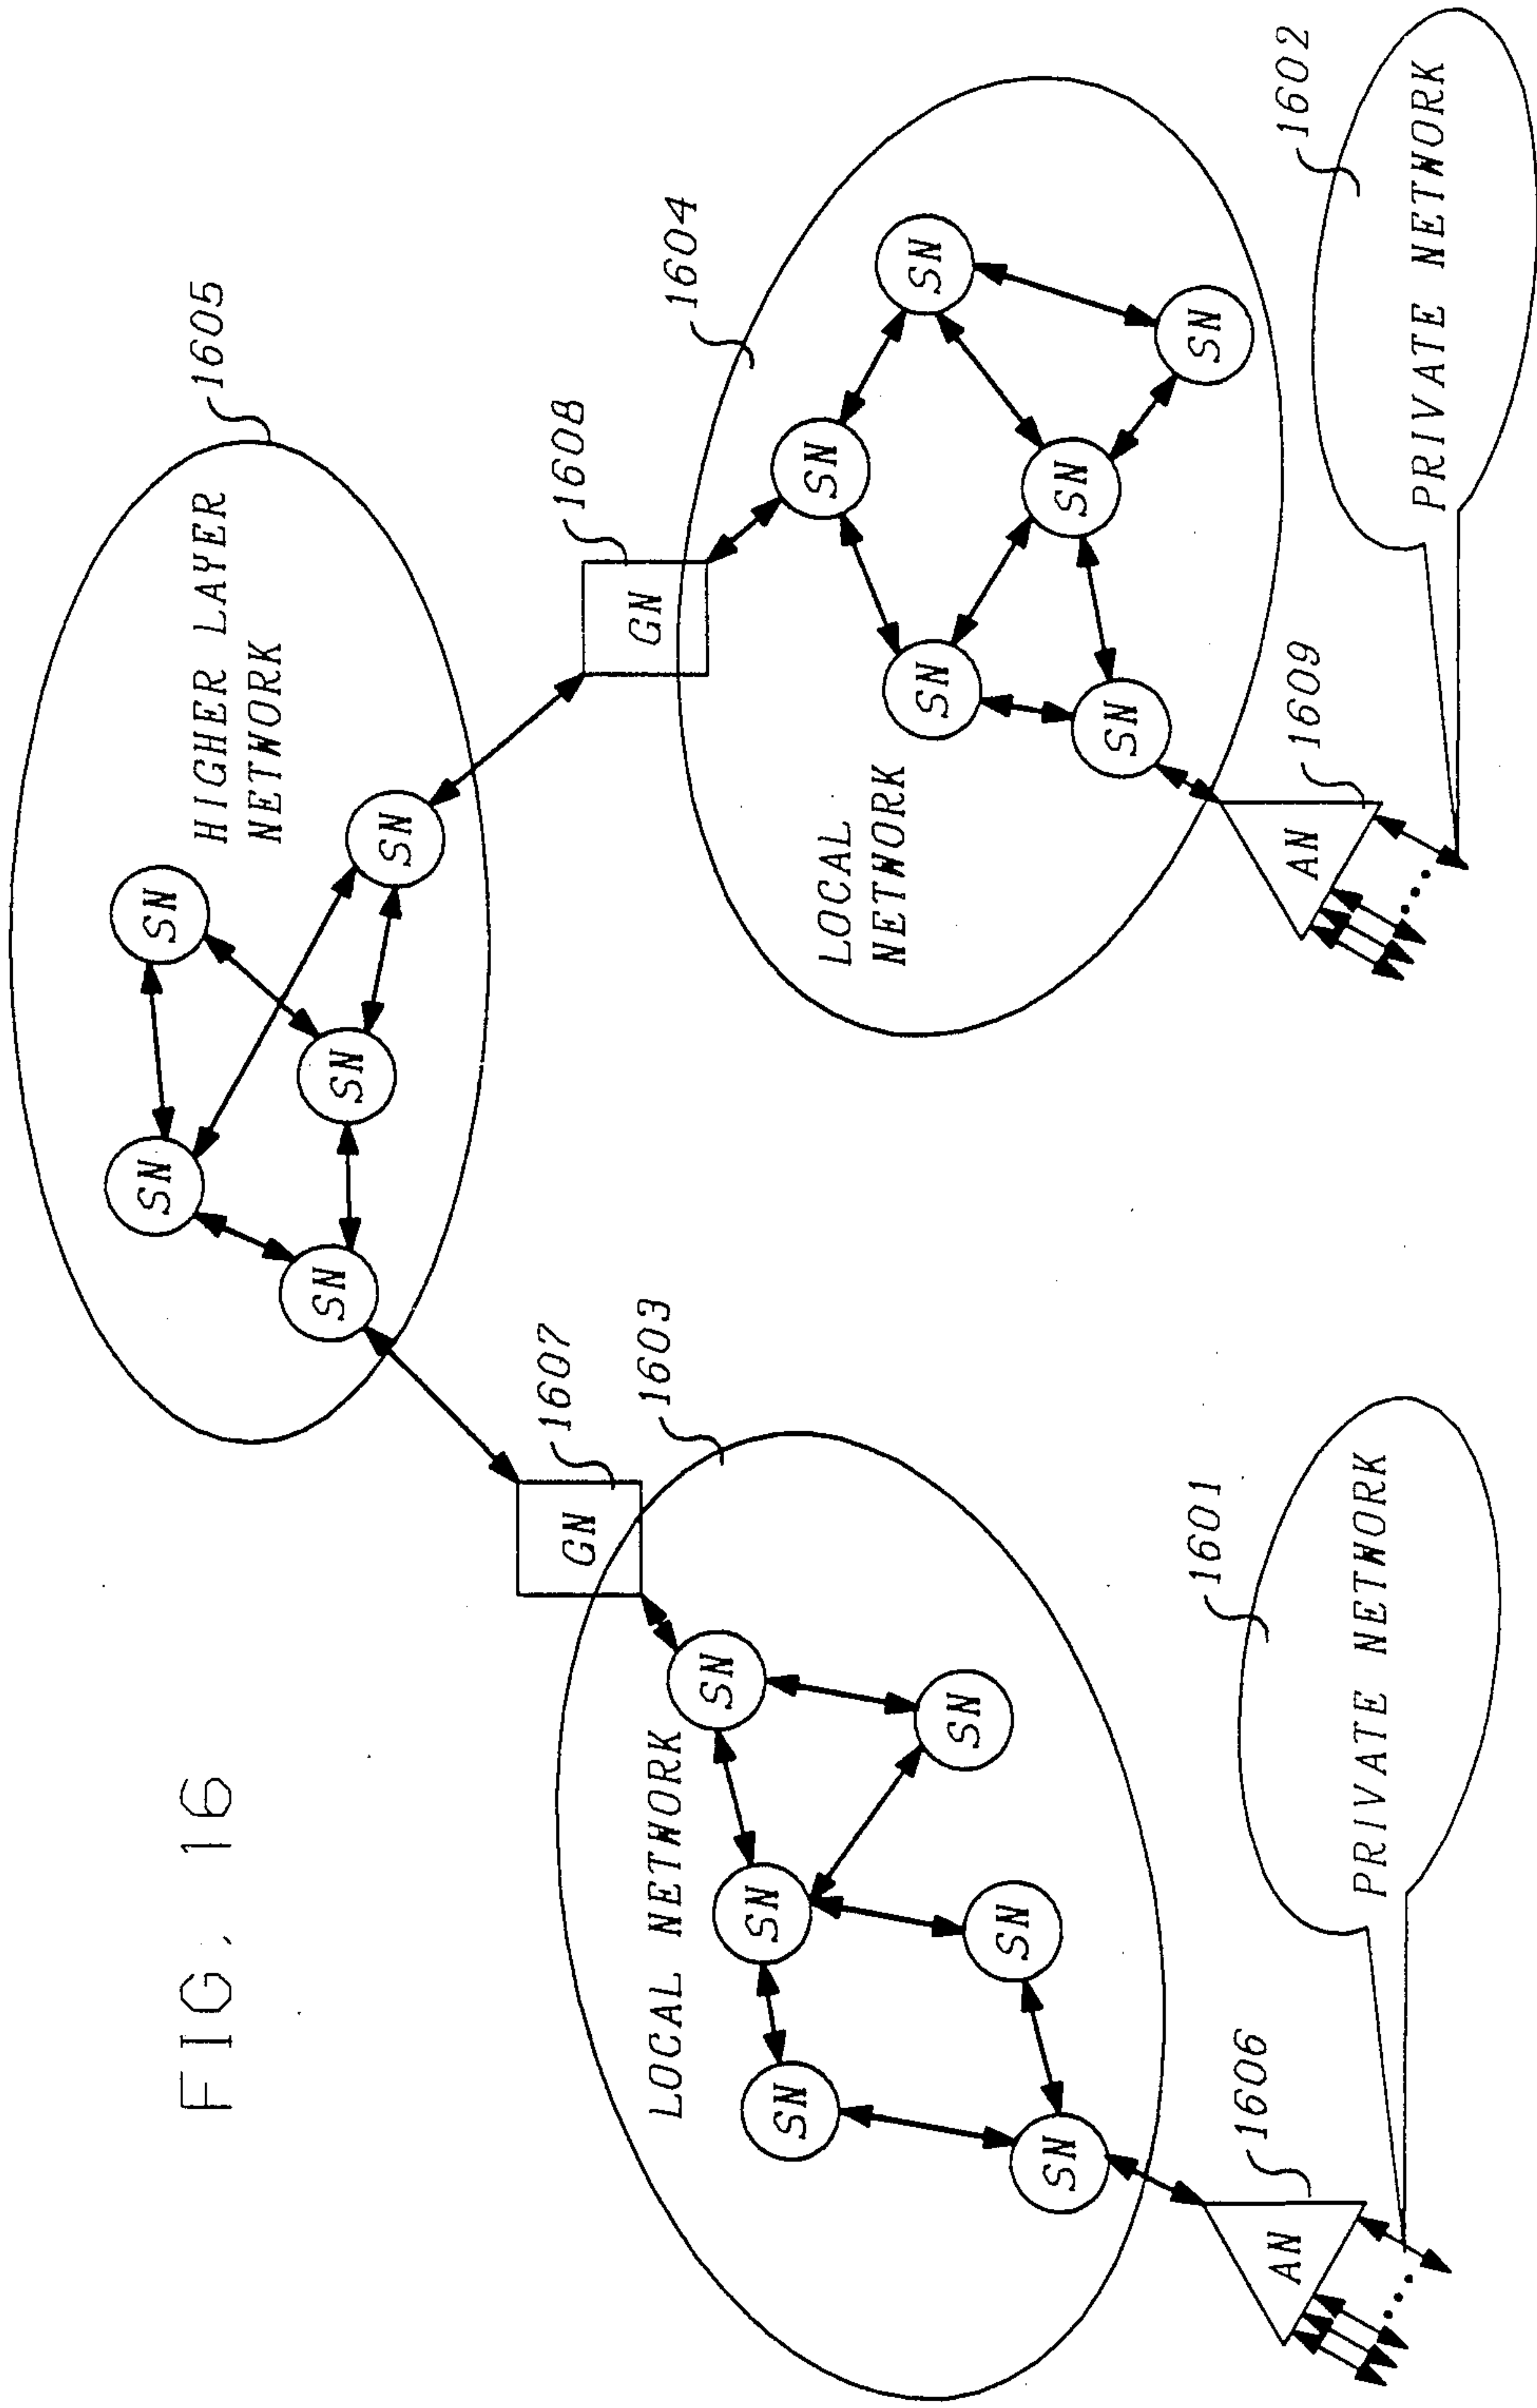 FIG. 16
HIGHER LAYER
NETWORK
1605
SN
SN
SN
SN
SN
1607
GN
1608
GN
1603
LOCAL NETWORK
SN
SN
SN
SN
SN
SN
1604
LOCAL
NETWORK
SN
SN
SN
SN
SN
SN
1606
AN
1601
PRIVATE NETWORK
1609
AN
1602
PRIVATE NETWORK